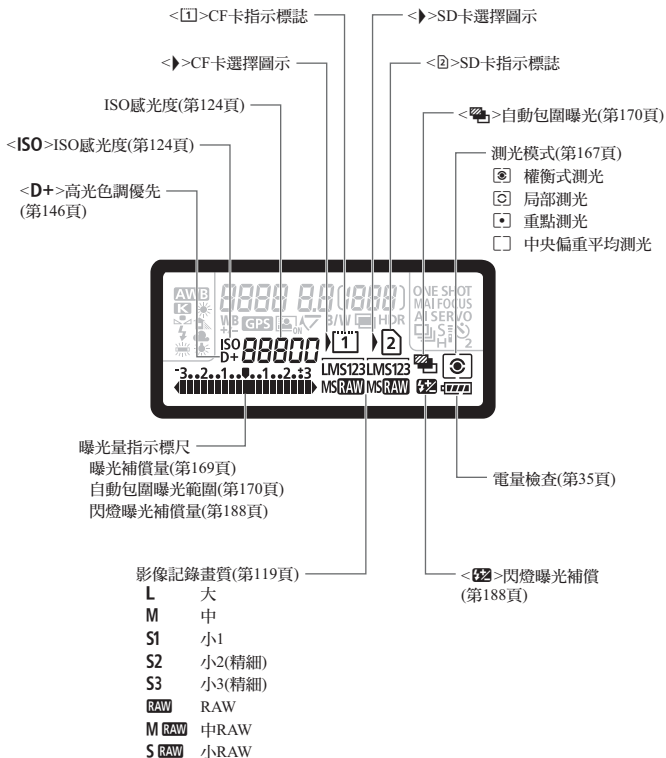 <1>CF卡指示標誌
<>SD卡選擇圖示
<>CF卡選擇圖示
<2>SD卡指示標誌
ISO感光度(第124頁)
<>自動包圍曝光(第170頁)
<ISO>ISO感光度(第124頁)
測光模式(第167頁)
<D+>高光色調優先
(第146頁)
權衡式測光
局部測光
重點測光
中央偏重平均測光
AWB 8888 8.8(1888) ONE SHOT
K MAI FOCUS
WB GPS ON B/W HDR AI SERVO
+- S H 2
ISO 1 2
D+88800
-3..2..1..0..1..2.+3 LMS123 LMS123
MSRAW MSRAW
曝光量指示標尺
曝光補償量(第169頁)
電量檢查(第35頁)
自動包圍曝光範圍(第170頁)
閃燈曝光補償量(第188頁)
影像記錄畫質(第119頁)
<>閃燈曝光補償
(第188頁)
L 大
M 中
S1 小1
S2 小2(精細)
S3 小3(精細)
RAW RAW
M RAW 中RAW
S RAW 小RAW